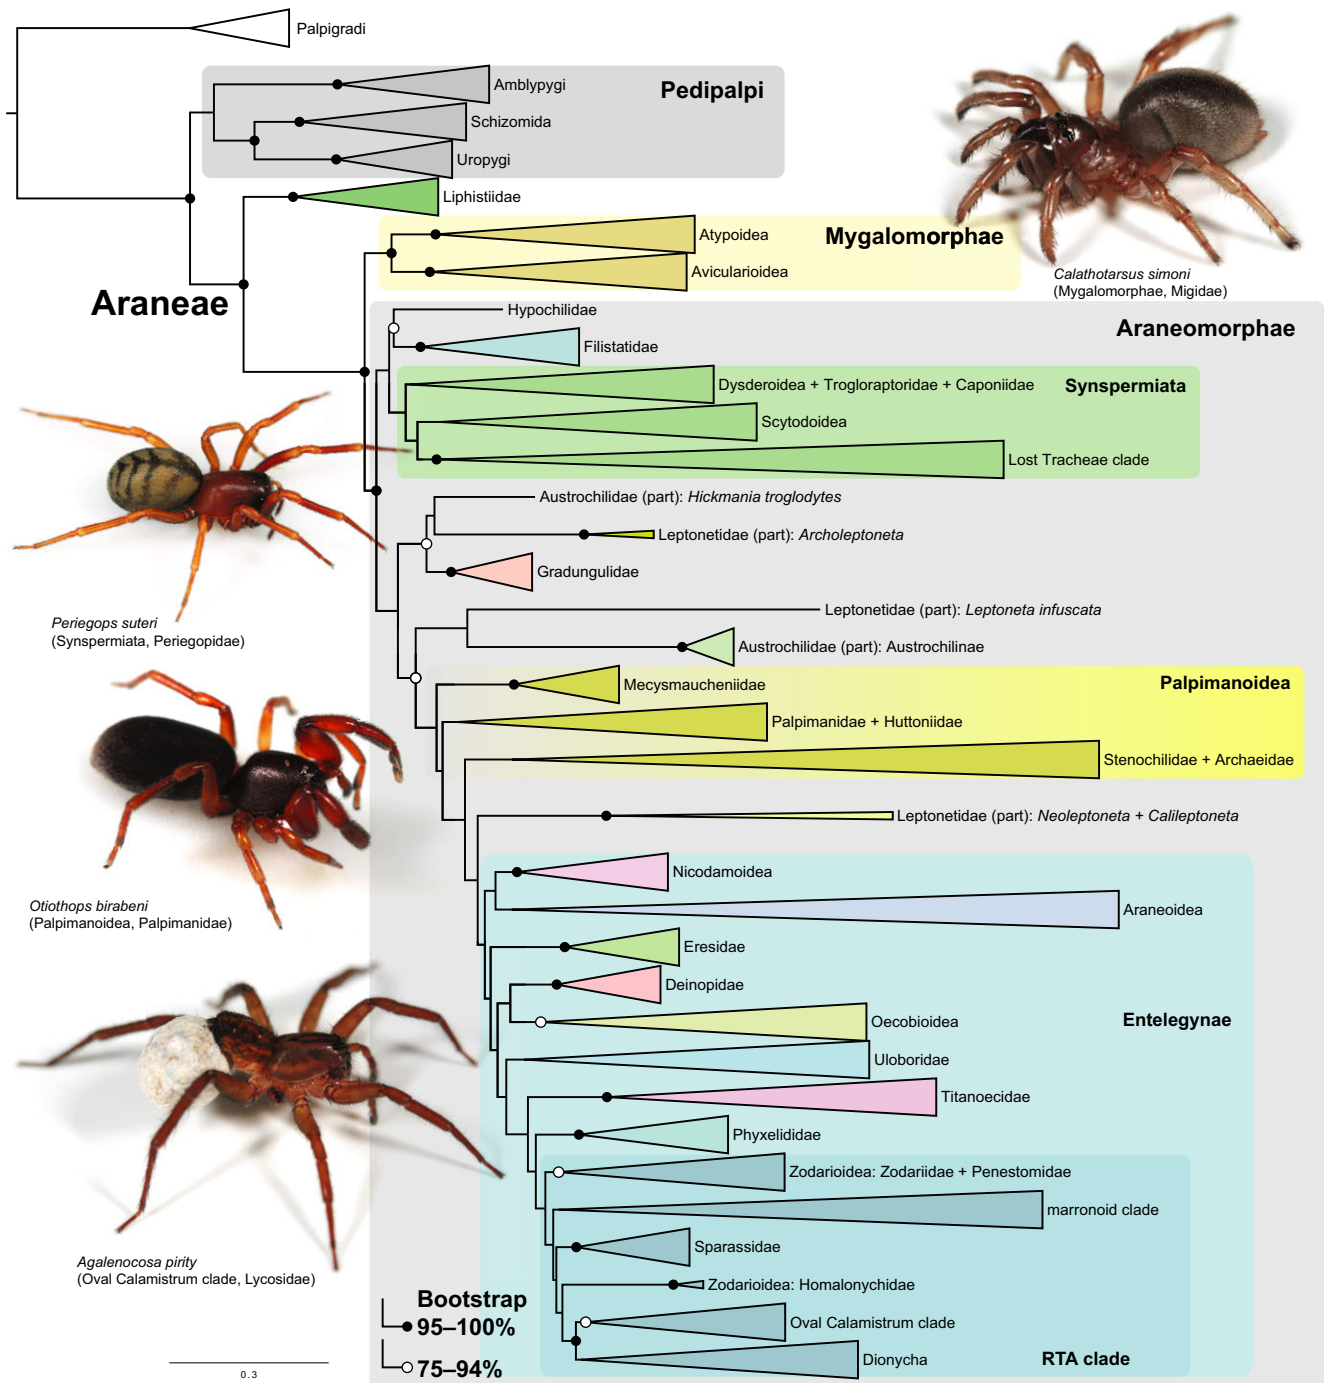 Palpigradi
Amblypygi
Pedipalpi
Schizomida
Uropygi
Liphistiidae
Atypoidea
Mygalomorphae
Avicularioidea
Calathotarsus simoni
(Mygalomorphae, Migidae)
Araneae
Hypochilidae
Araneomorphae
Filistatidae
Dysderoidea + Trogloraptoridae + Caponiidae
Synspermiata
Scytodoidea
Lost Tracheae clade
Austrochilidae (part): Hickmania troglodytes
Leptonetidae (part): Archoleptoneta
Gradungulidae
Leptonetidae (part): Leptoneta infuscata
Periegops suteri
(Synspermiata, Periegopidae)
Austrochilidae (part): Austrochilinae
Mecysmaucheniidae
Palpimanoidea
Palpimanidae + Huttoniidae
Stenochilidae + Archaeidae
Leptonetidae (part): Neoleptoneta + Calileptoneta
Nicodamoidea
Otiothops birabeni
(Palpimanoidea, Palpimanidae)
Araneoidea
Eresidae
Deinopidae
Oecobioidea
Entelegynae
Uloboridae
Titanoecidae
Phyxelididae
Zodarioidea: Zodariidae + Penestomidae
marronoid clade
Sparassidae
Agalenocosa pirity
(Oval Calamistrum clade, Lycosidae)
Zodarioidea: Homalonychidae
Oval Calamistrum clade
Dionycha
RTA clade
Bootstrap
95–100%
75–94%
0.3